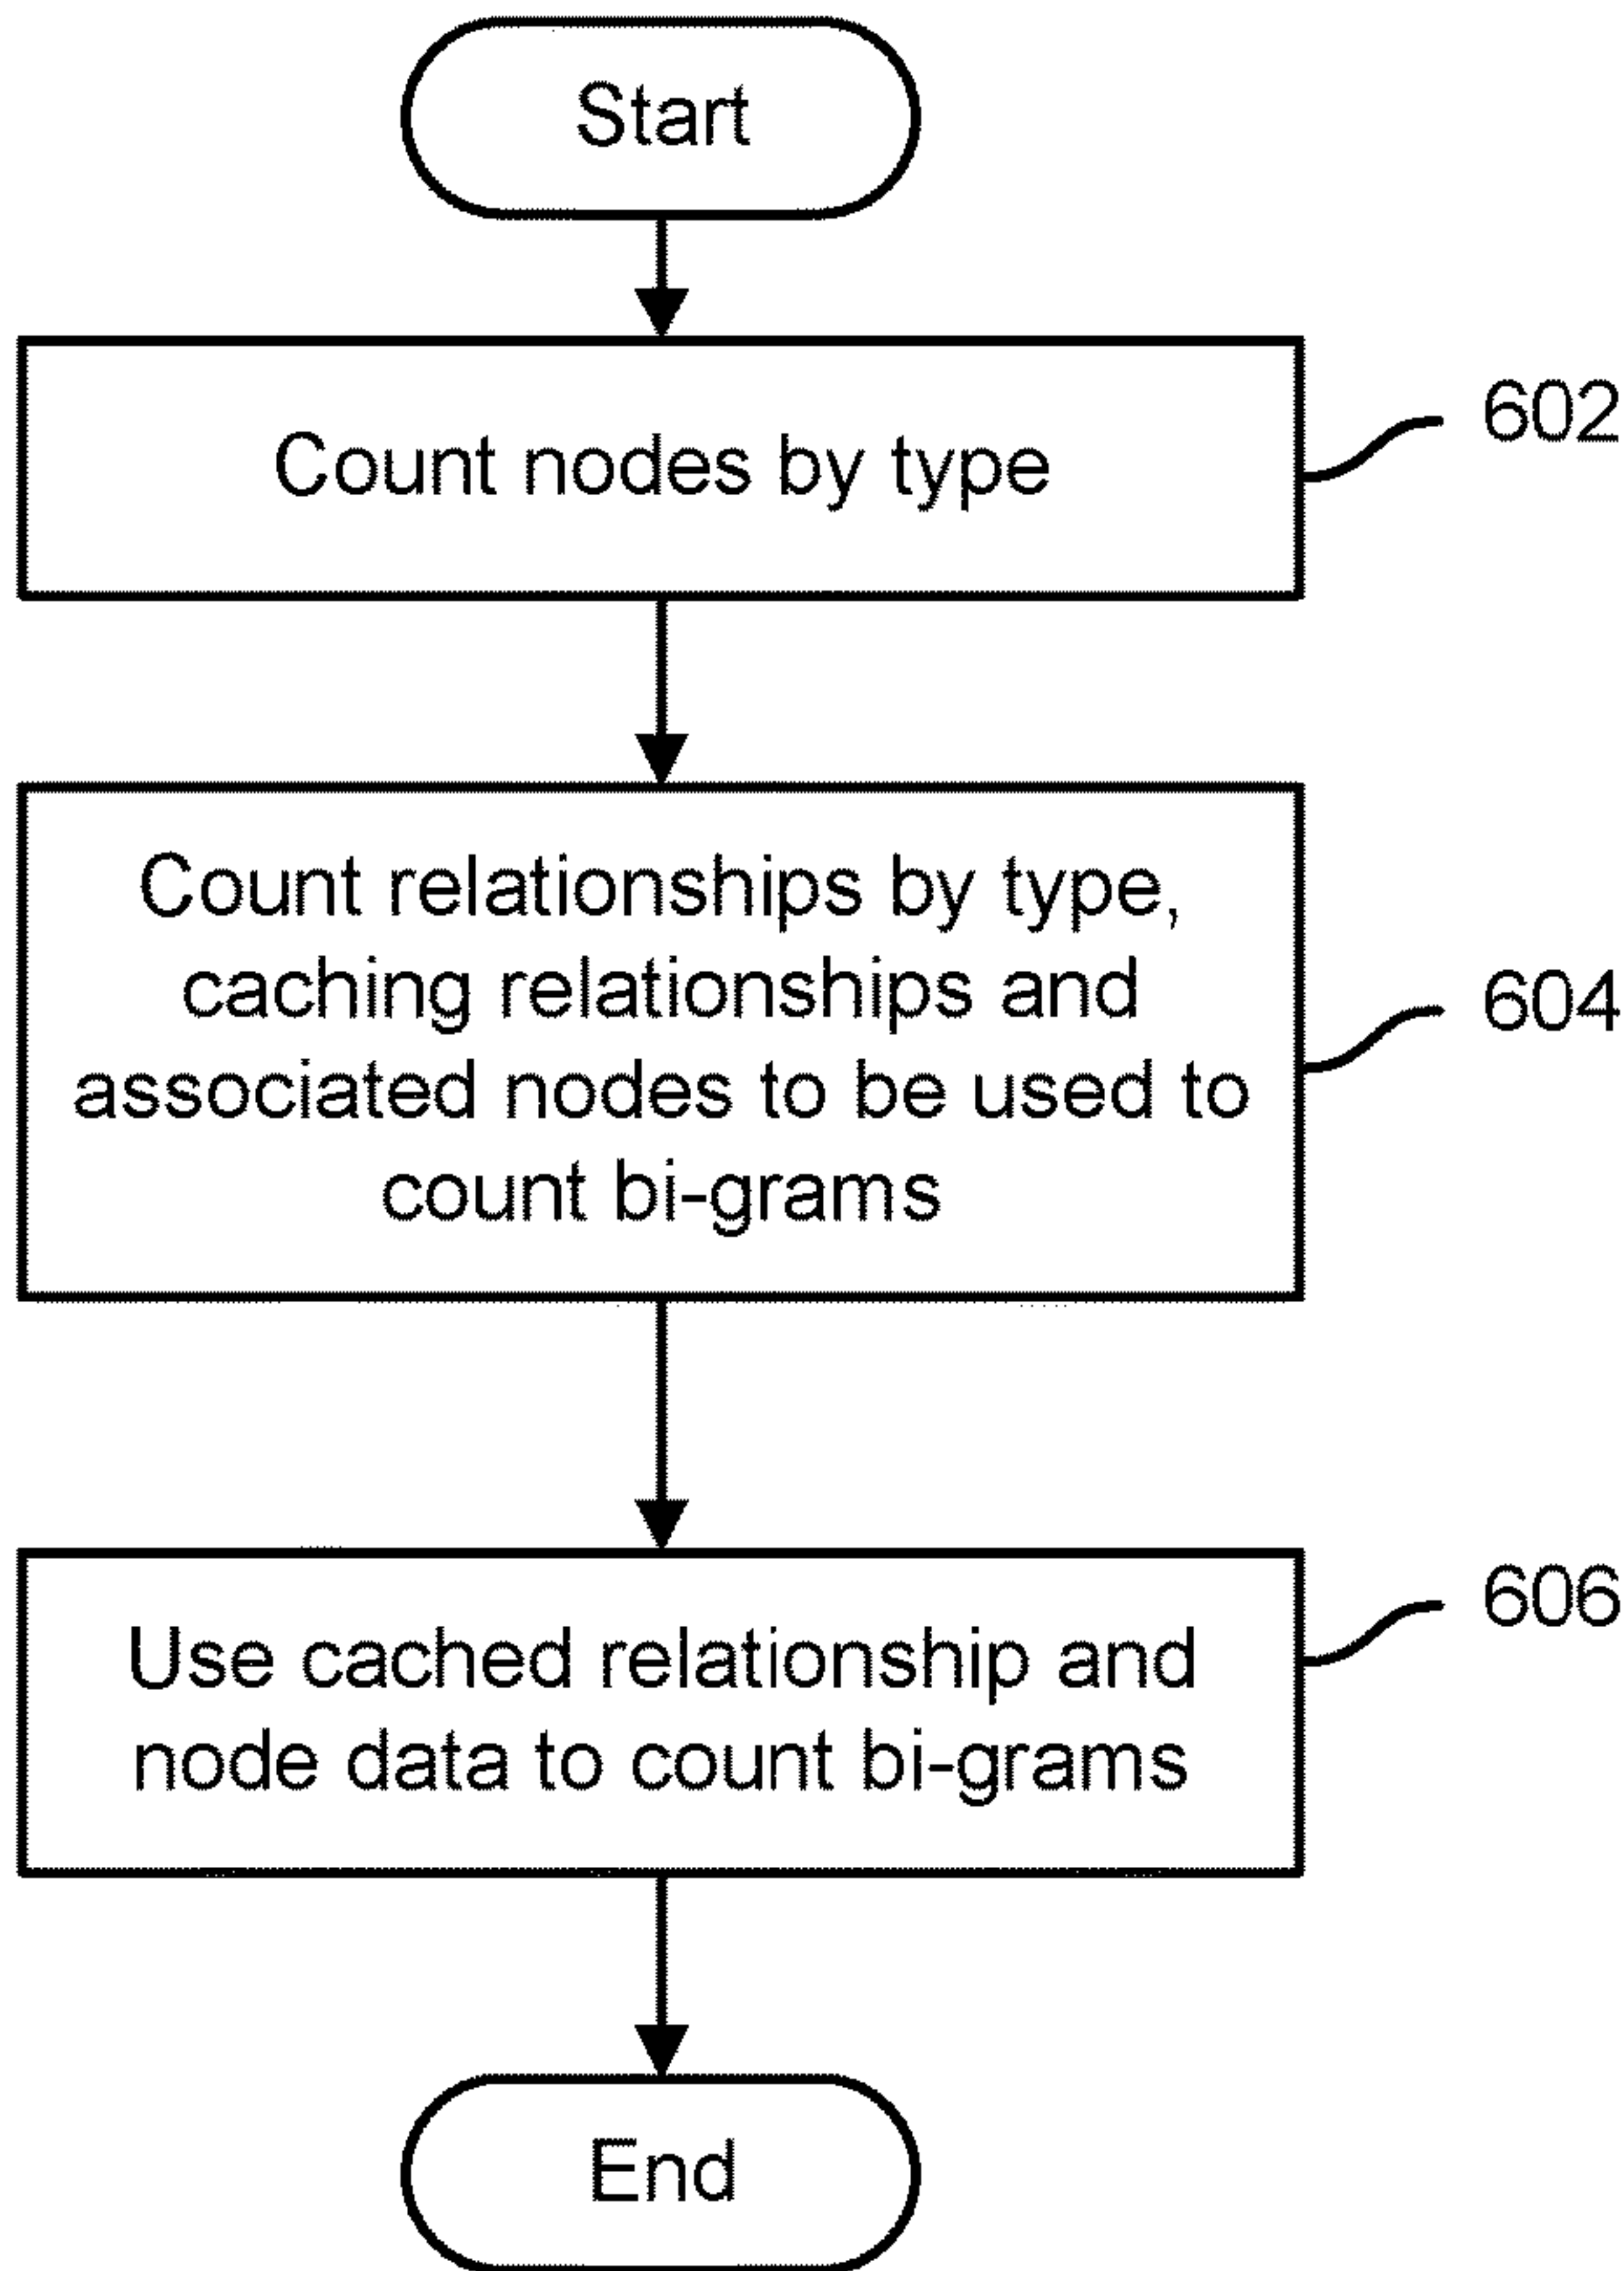 Start
Count nodes by type
602
Count relationships by type,
caching relationships and
associated nodes to be used to
count bi-grams
604
Use cached relationship and
node data to count bi-grams
606
End